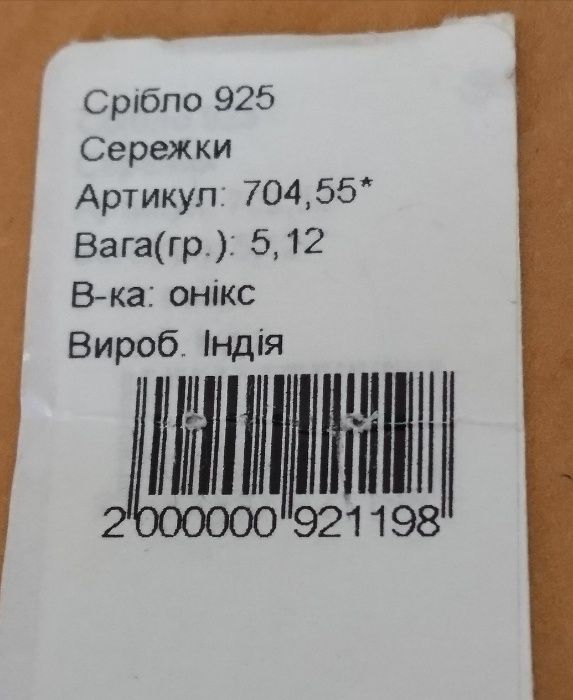 Срібло 925
Сережки
Артикул: 704,55*
Вага(гр.): 5,12
В-ка: онікс
Вироб. Індія
2 000000 921198